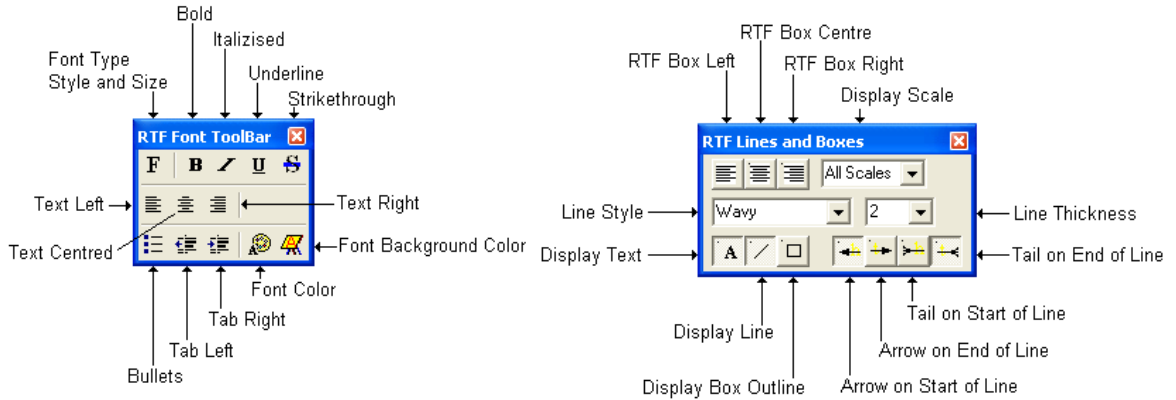 Bold
Italizised
Font Type
Style and Size
Underline
Strikethrough
RTF Font ToolBar
F B I U S
Text Left
Text Right
Text Centred
Font Background Color
Font Color
Tab Right
Tab Left
Bullets
RTF Box Centre
RTF Box Left
RTF Box Right
Display Scale
RTF Lines and Boxes
All Scales
Line Style
Wavy
2
Line Thickness
Display Text
A
Tail on End of Line
Tail on Start of Line
Display Line
Arrow on End of Line
Display Box Outline
Arrow on Start of Line